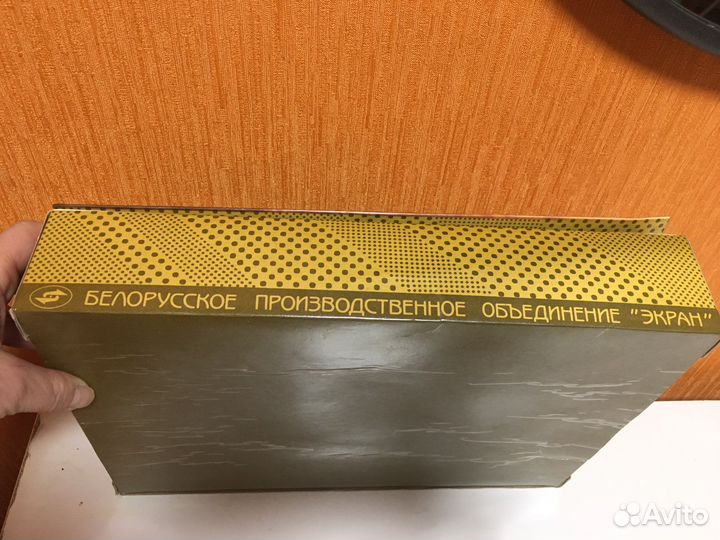 БЕЛОРУССКОЕ ПРОИЗВОДСТВЕННОЕ ОБЪЕДИНЕНИЕ "ЭКРАН"
Avito